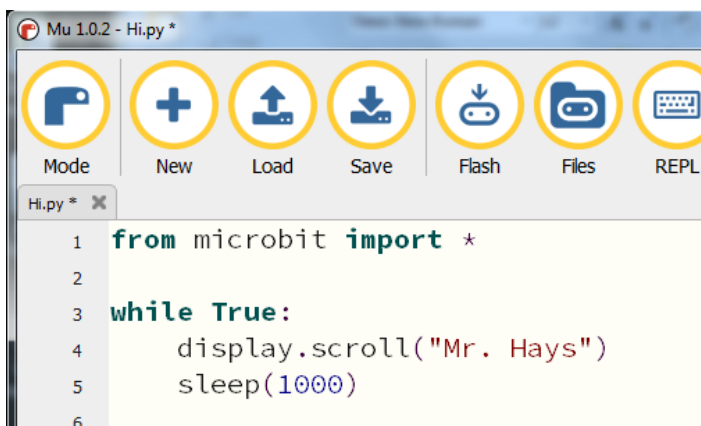 Mu 1.0.2 - Hi.py *
Mode New Load Save Flash Files REPL
Hi.py *
1 from microbit import *
2
3 while True:
4     display.scroll("Mr. Hays")
5     sleep(1000)
6